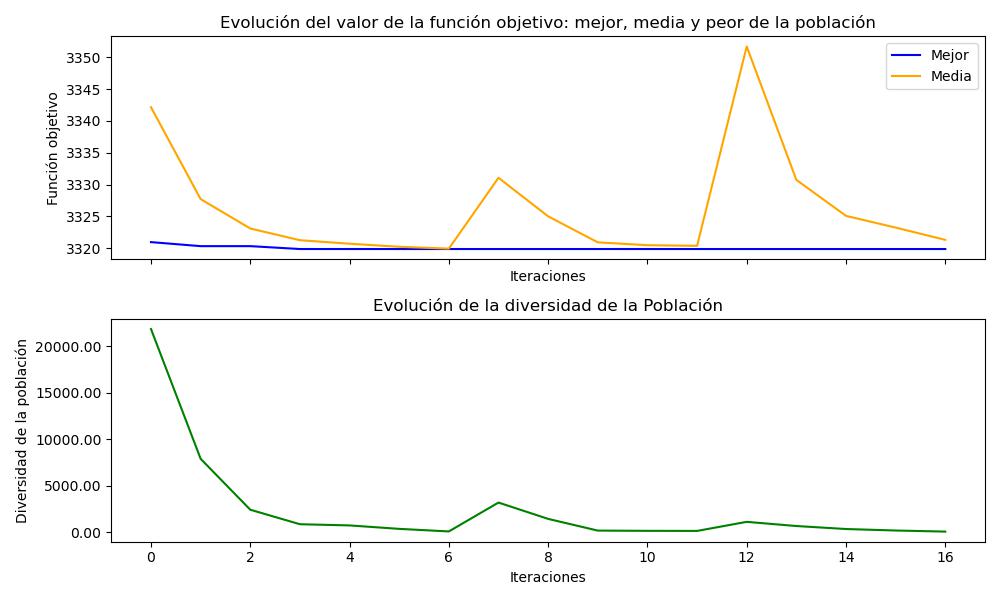 Evolución del valor de la función objetivo: mejor, media y peor de la población
Función objetivo
3350
3345
3340
3335
3330
3325
3320
Mejor
Media
Iteraciones
Evolución de la diversidad de la Población
Diversidad de la población
20000.00
15000.00
10000.00
5000.00
0.00
0 2 4 6 8 10 12 14 16
Iteraciones